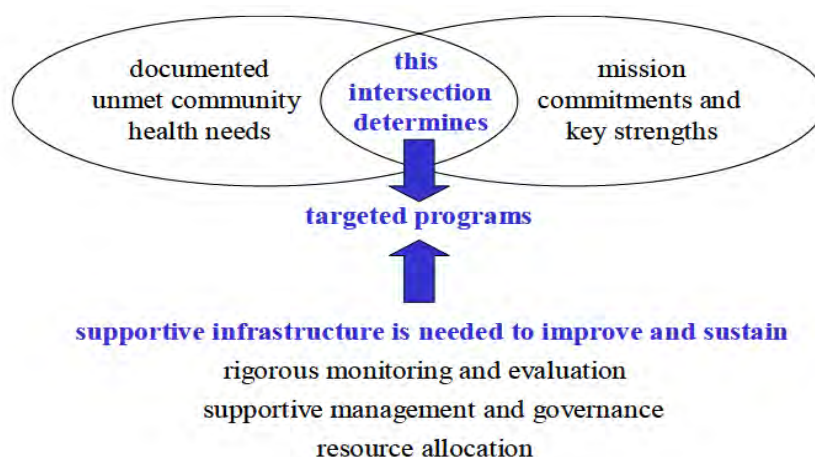 documented
unmet community
health needs
this
intersection
determines
mission
commitments and
key strengths
targeted programs
supportive infrastructure is needed to improve and sustain
rigorous monitoring and evaluation
supportive management and governance
resource allocation